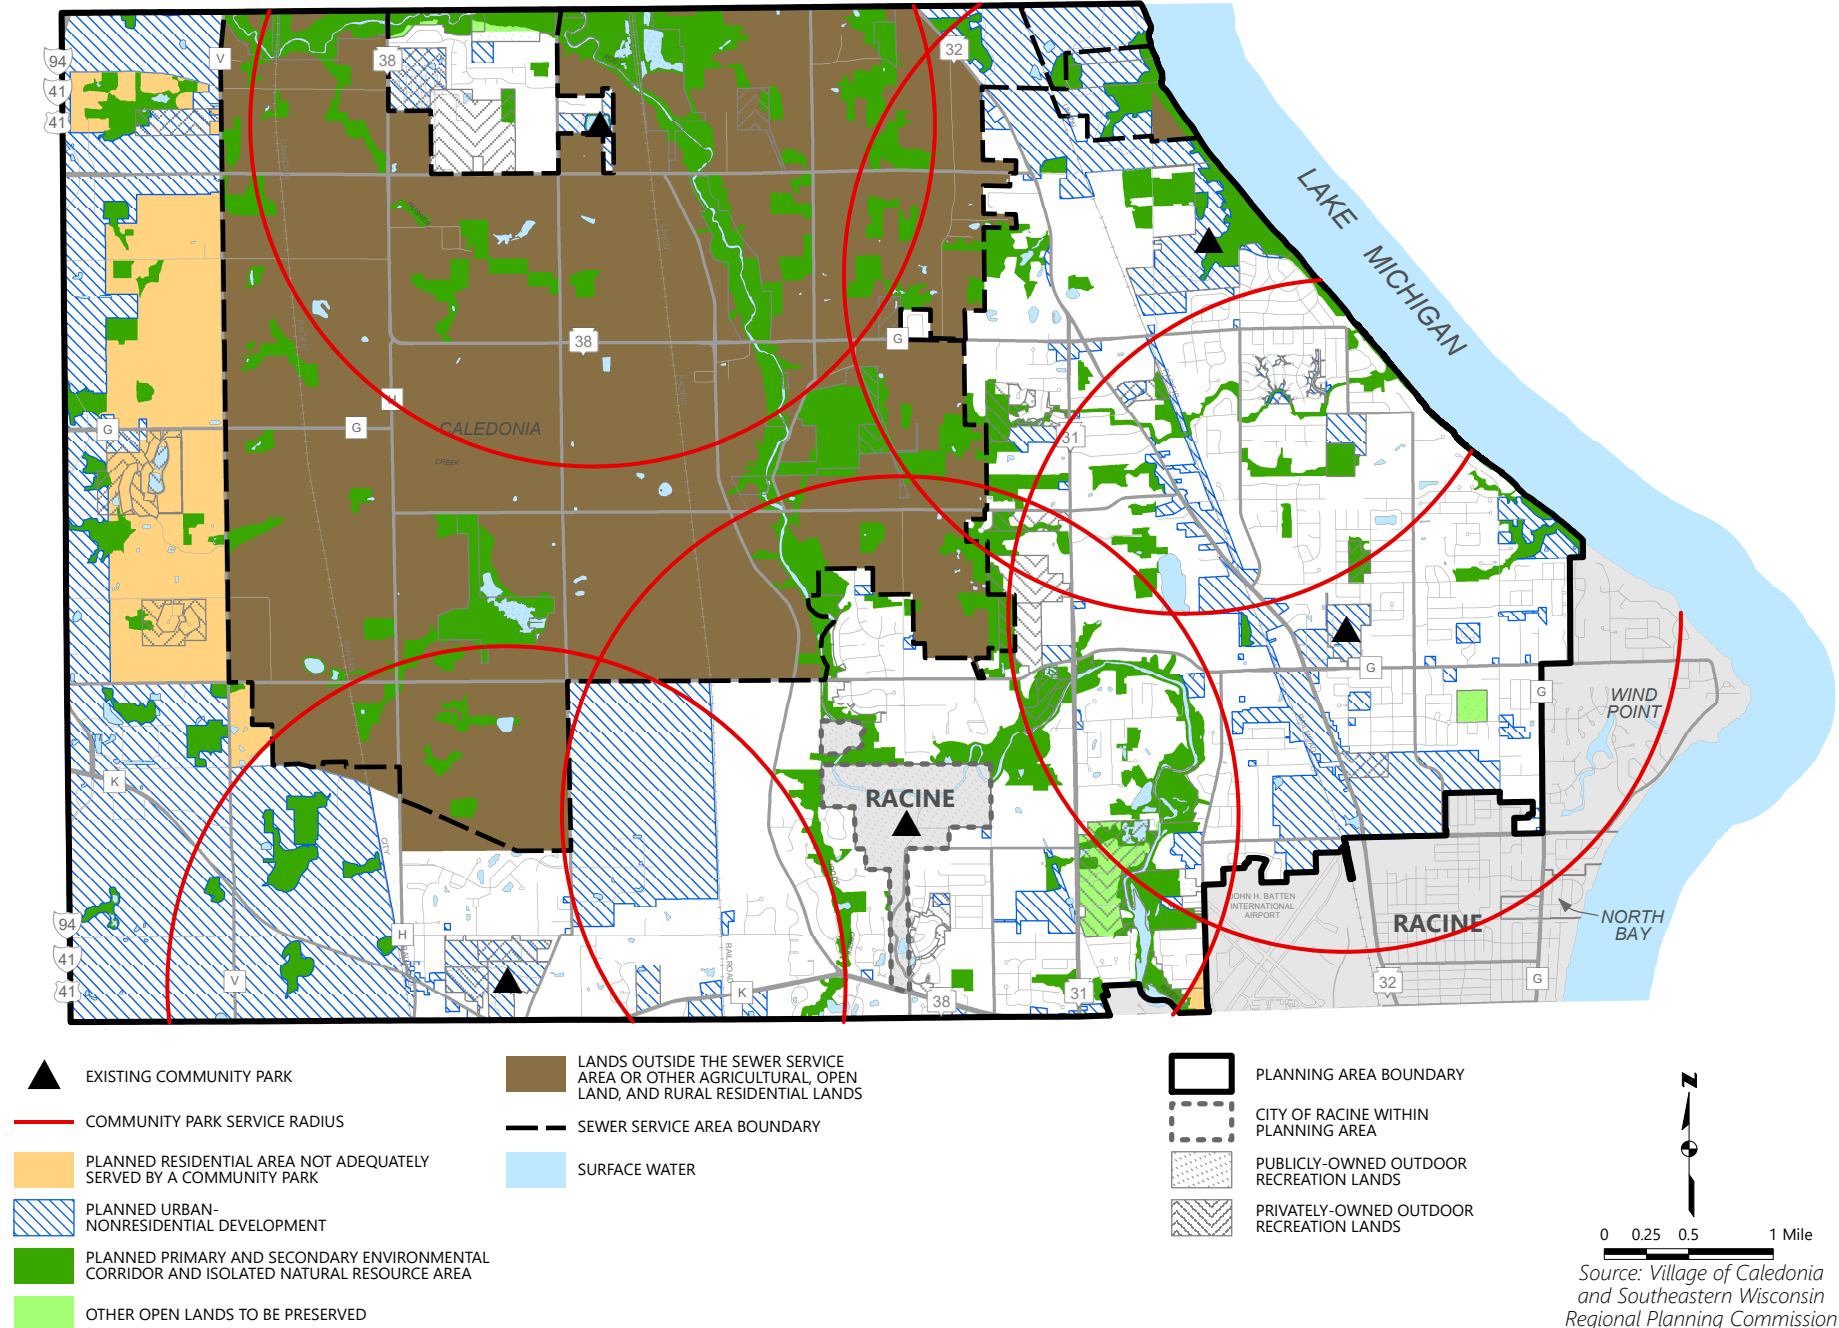 94
41
41
V
38
32
LAKE
MICHIGAN
38
G
H
G
G
CALEDONIA
CREEK
31
G
G
WIND
POINT
K
RACINE
JOHN H. BATTEN
INTERNATIONAL
AIRPORT
RACINE
NORTH
BAY
94
41
41
H
V
RAILROAD
K
38
31
32
G
EXISTING COMMUNITY PARK
COMMUNITY PARK SERVICE RADIUS
PLANNED RESIDENTIAL AREA NOT ADEQUATELY
SERVED BY A COMMUNITY PARK
PLANNED URBAN-
NONRESIDENTIAL DEVELOPMENT
PLANNED PRIMARY AND SECONDARY ENVIRONMENTAL
CORRIDOR AND ISOLATED NATURAL RESOURCE AREA
OTHER OPEN LANDS TO BE PRESERVED
LANDS OUTSIDE THE SEWER SERVICE
AREA OR OTHER AGRICULTURAL, OPEN
LAND, AND RURAL RESIDENTIAL LANDS
SEWER SERVICE AREA BOUNDARY
SURFACE WATER
PLANNING AREA BOUNDARY
CITY OF RACINE WITHIN
PLANNING AREA
PUBLICLY-OWNED OUTDOOR
RECREATION LANDS
PRIVATELY-OWNED OUTDOOR
RECREATION LANDS
N
0 0.25 0.5 1 Mile
Source: Village of Caledonia
and Southeastern Wisconsin
Regional Planning Commission